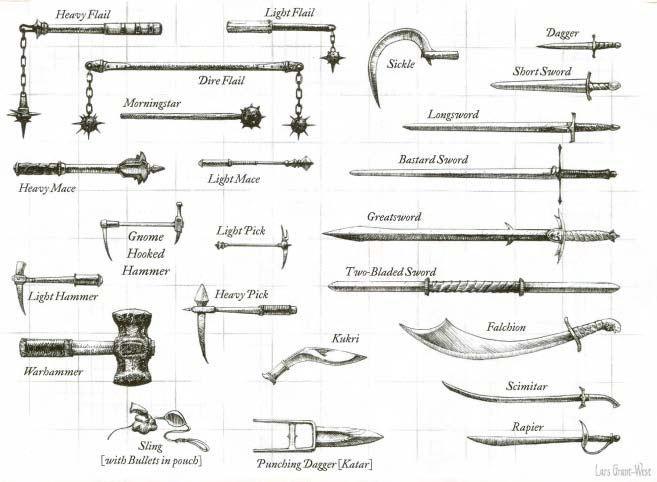 Heavy Flail
Light Flail
Dagger
Sickle
Short Sword
Dire Flail
Morningstar
Longsword
Bastard Sword
Heavy Mace
Light Mace
Greatsword
Gnome
Hooked
Hammer
Light Pick
Two-Bladed Sword
Light Hammer
Heavy Pick
Falchion
Kukri
Warhammer
Scimitar
Rapier
Sling
[with Bullets in pouch]
Punching Dagger [Katar]
Lars Grant-West